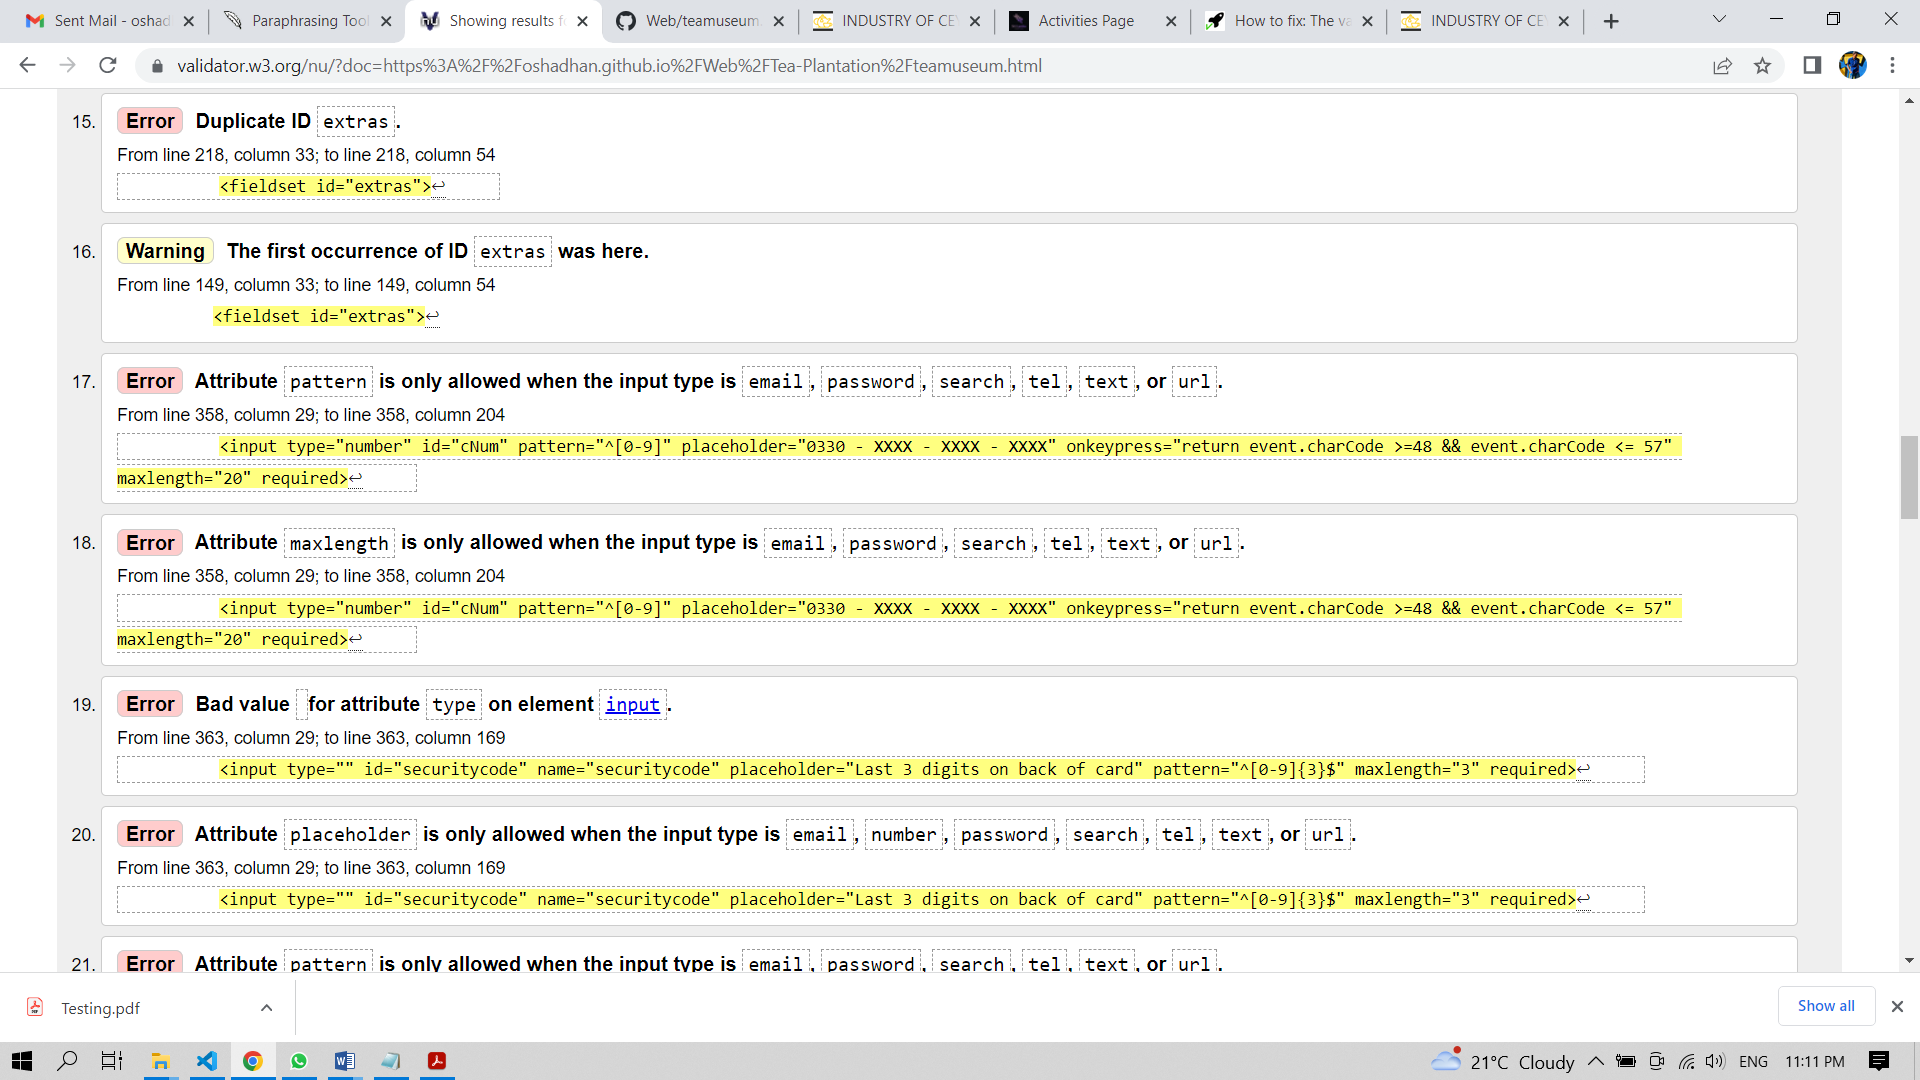 Sent Mail - oshad
Paraphrasing Tool
Showing results f
Web/teamuseum.
INDUSTRY OF CEY
Activities Page
How to fix: The va
INDUSTRY OF CEY
validator.w3.org/nu/?doc=https%3A%2F%2Foshadhan.github.io%2FWeb%2FTea-Plantation%2Fteamuseum.html
15. Error Duplicate ID extras.
From line 218, column 33; to line 218, column 54
<fieldset id="extras">↩
16. Warning The first occurrence of ID extras was here.
From line 149, column 33; to line 149, column 54
<fieldset id="extras">↩
17. Error Attribute pattern is only allowed when the input type is email, password, search, tel, text, or url.
From line 358, column 29; to line 358, column 204
<input type="number" id="cNum" pattern="^[0-9]" placeholder="0330 - XXXX - XXXX - XXXX" onkeypress="return event.charCode >=48 && event.charCode <= 57"
maxlength="20" required>↩
18. Error Attribute maxlength is only allowed when the input type is email, password, search, tel, text, or url.
From line 358, column 29; to line 358, column 204
<input type="number" id="cNum" pattern="^[0-9]" placeholder="0330 - XXXX - XXXX - XXXX" onkeypress="return event.charCode >=48 && event.charCode <= 57"
maxlength="20" required>↩
19. Error Bad value for attribute type on element input.
From line 363, column 29; to line 363, column 169
<input type="" id="securitycode" name="securitycode" placeholder="Last 3 digits on back of card" pattern="^[0-9]{3}$" maxlength="3" required>↩
20. Error Attribute placeholder is only allowed when the input type is email, number, password, search, tel, text, or url.
From line 363, column 29; to line 363, column 169
<input type="" id="securitycode" name="securitycode" placeholder="Last 3 digits on back of card" pattern="^[0-9]{3}$" maxlength="3" required>↩
21. Error Attribute pattern is only allowed when the input type is email, password, search, tel, text, or url.
Testing.pdf
Show all
21°C Cloudy
ENG
11:11 PM